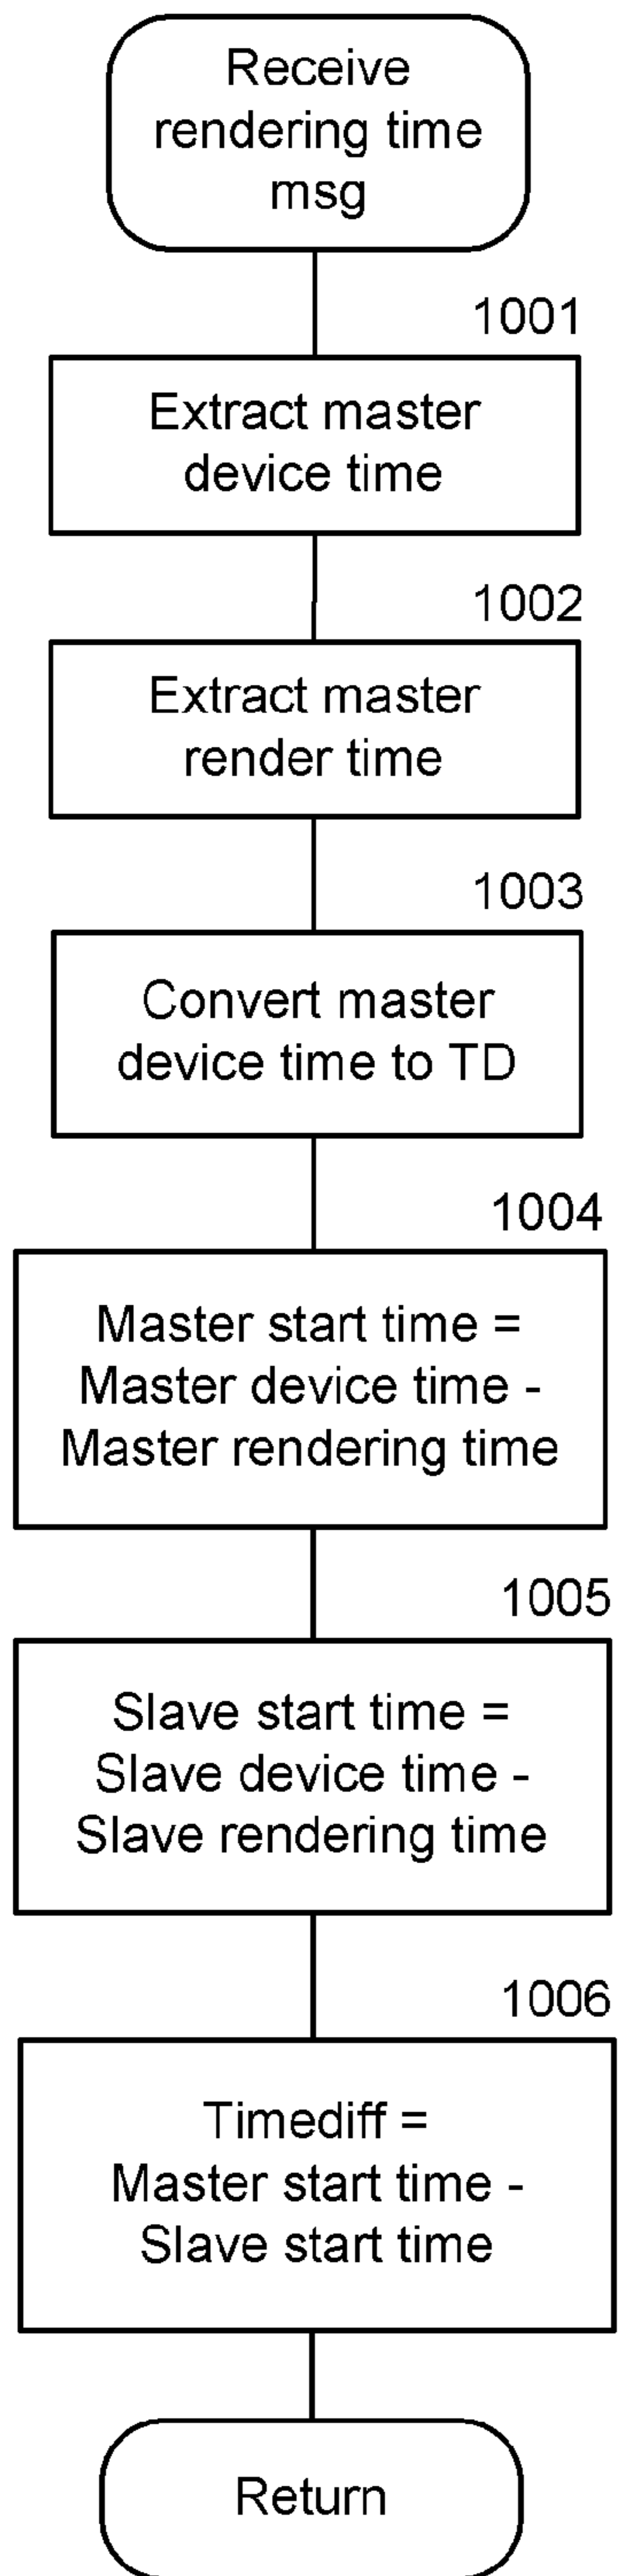 Receive
rendering time
msg
1001
Extract master
device time
1002
Extract master
render time
1003
Convert master
device time to TD
1004
Master start time =
Master device time -
Master rendering time
1005
Slave start time =
Slave device time -
Slave rendering time
1006
Timediff =
Master start time -
Slave start time
Return